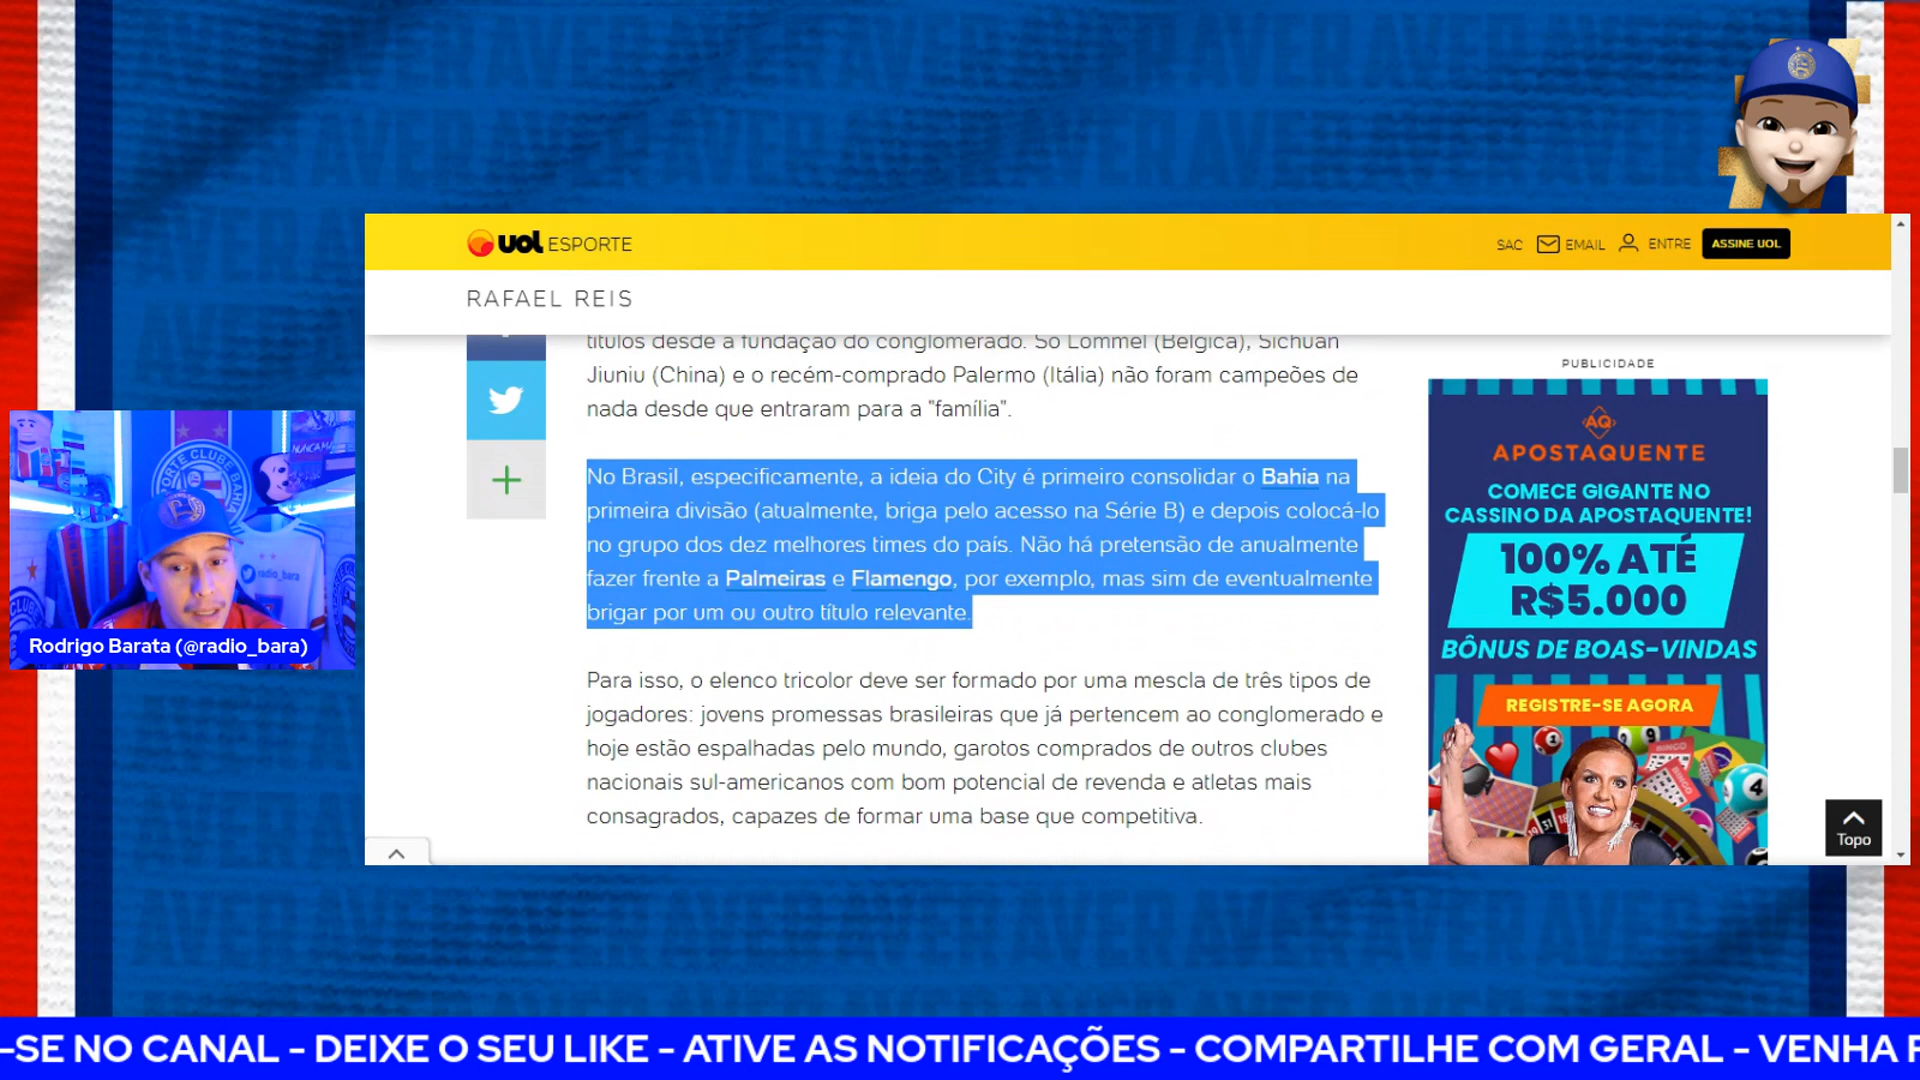 uol ESPORTE
SAC EMAIL ENTRE ASSINE UOL
RAFAEL REIS
títulos desde a fundação do conglomerado. Só Lommel (Bélgica), Sichuan
Jiuniu (China) e o recém-comprado Palermo (Itália) não foram campeões de
nada desde que entraram para a "família".
No Brasil, especificamente, a ideia do City é primeiro consolidar o Bahia na
primeira divisão (atualmente, briga pelo acesso na Série B) e depois colocá-lo
no grupo dos dez melhores times do país. Não há pretensão de anualmente
fazer frente a Palmeiras e Flamengo, por exemplo, mas sim de eventualmente
brigar por um ou outro título relevante.
Para isso, o elenco tricolor deve ser formado por uma mescla de três tipos de
jogadores: jovens promessas brasileiras que já pertencem ao conglomerado e
hoje estão espalhadas pelo mundo, garotos comprados de outros clubes
nacionais sul-americanos com bom potencial de revenda e atletas mais
consagrados, capazes de formar uma base que competitiva.
PUBLICIDADE
AQ
APOSTAQUENTE
COMECE GIGANTE NO
CASSINO DA APOSTAQUENTE!
100% ATÉ
R$5.000
BÔNUS DE BOAS-VINDAS
REGISTRE-SE AGORA
Topo
radio_bara
Rodrigo Barata (@radio_bara)
-SE NO CANAL - DEIXE O SEU LIKE - ATIVE AS NOTIFICAÇÕES - COMPARTILHE COM GERAL - VENHA